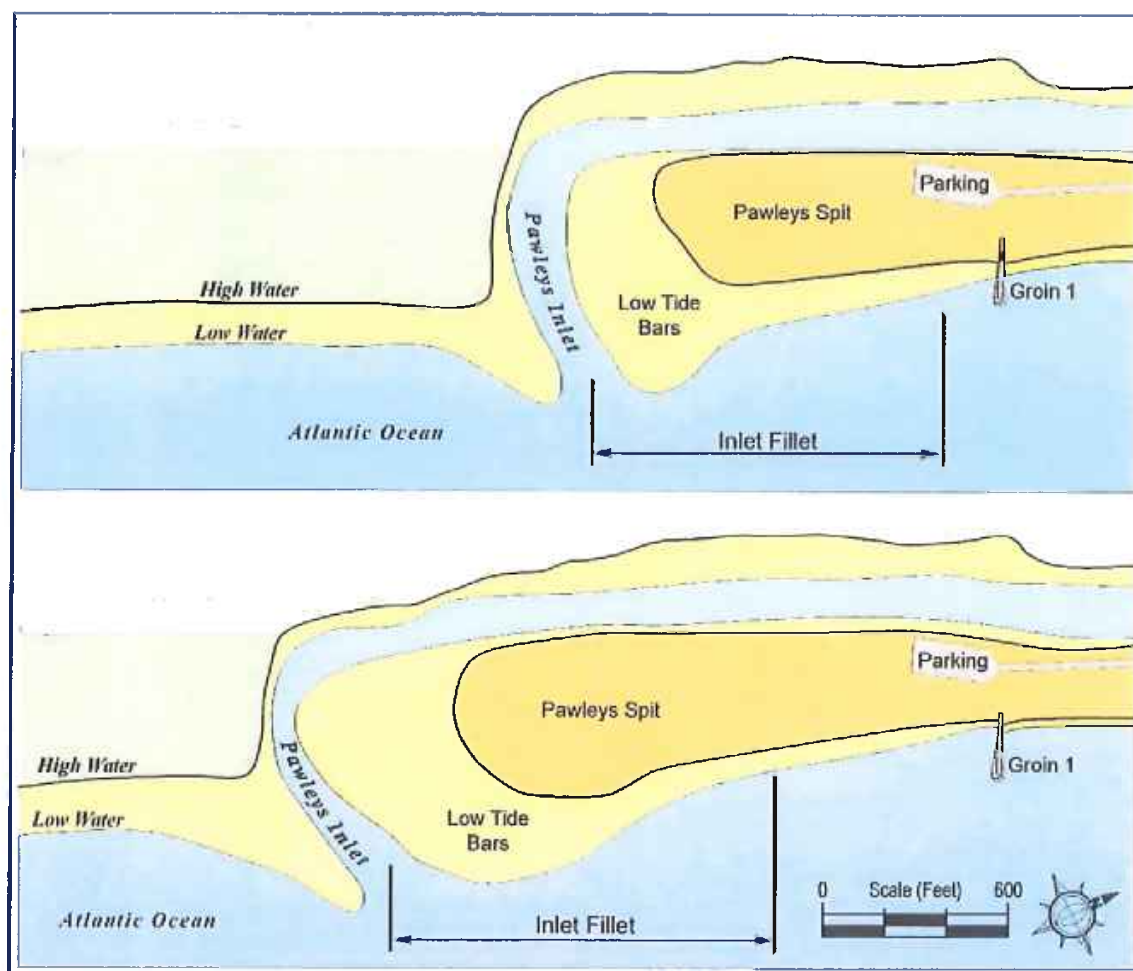 Parking
Pawleys Spit
Pawleys Inlet
High Water
Low Tide
Bars
Groin 1
Low Water
Atlantic Ocean
Inlet Fillet
Parking
Pawleys Spit
Pawleys Inlet
High Water
Groin 1
Low Water
Low Tide
Bars
0 Scale (Feet) 600
Atlantic Ocean
Inlet Fillet